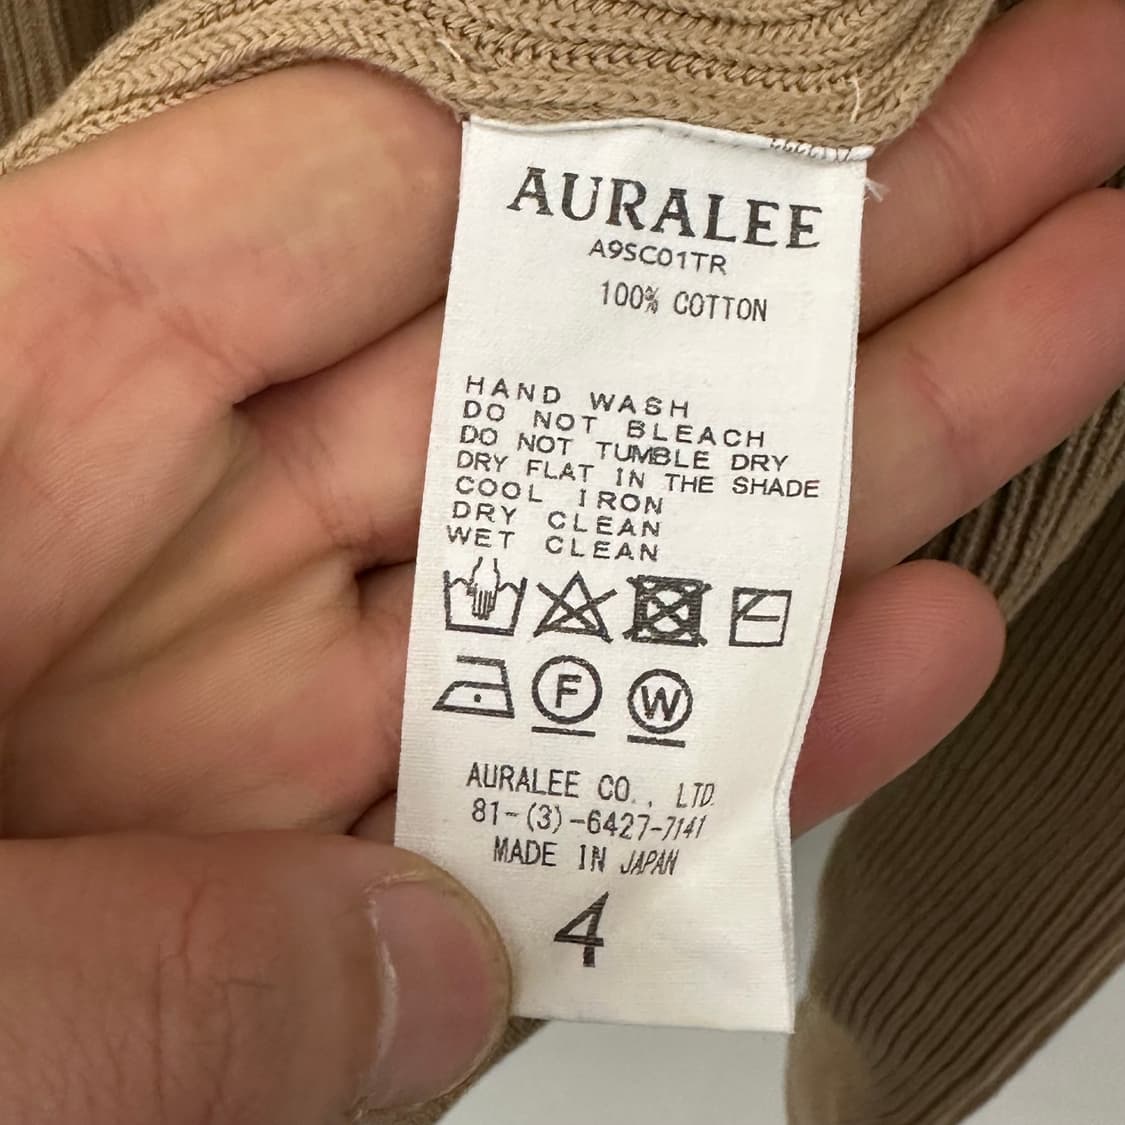 AURALEE
A9SC01TR
100% COTTON
HAND WASH
DO NOT BLEACH
DO NOT TUMBLE DRY
DRY FLAT IN THE SHADE
COOL IRON
DRY CLEAN
WET CLEAN
F W
AURALEE CO., LTD.
81-(3)-6427-7141
MADE IN JAPAN
4